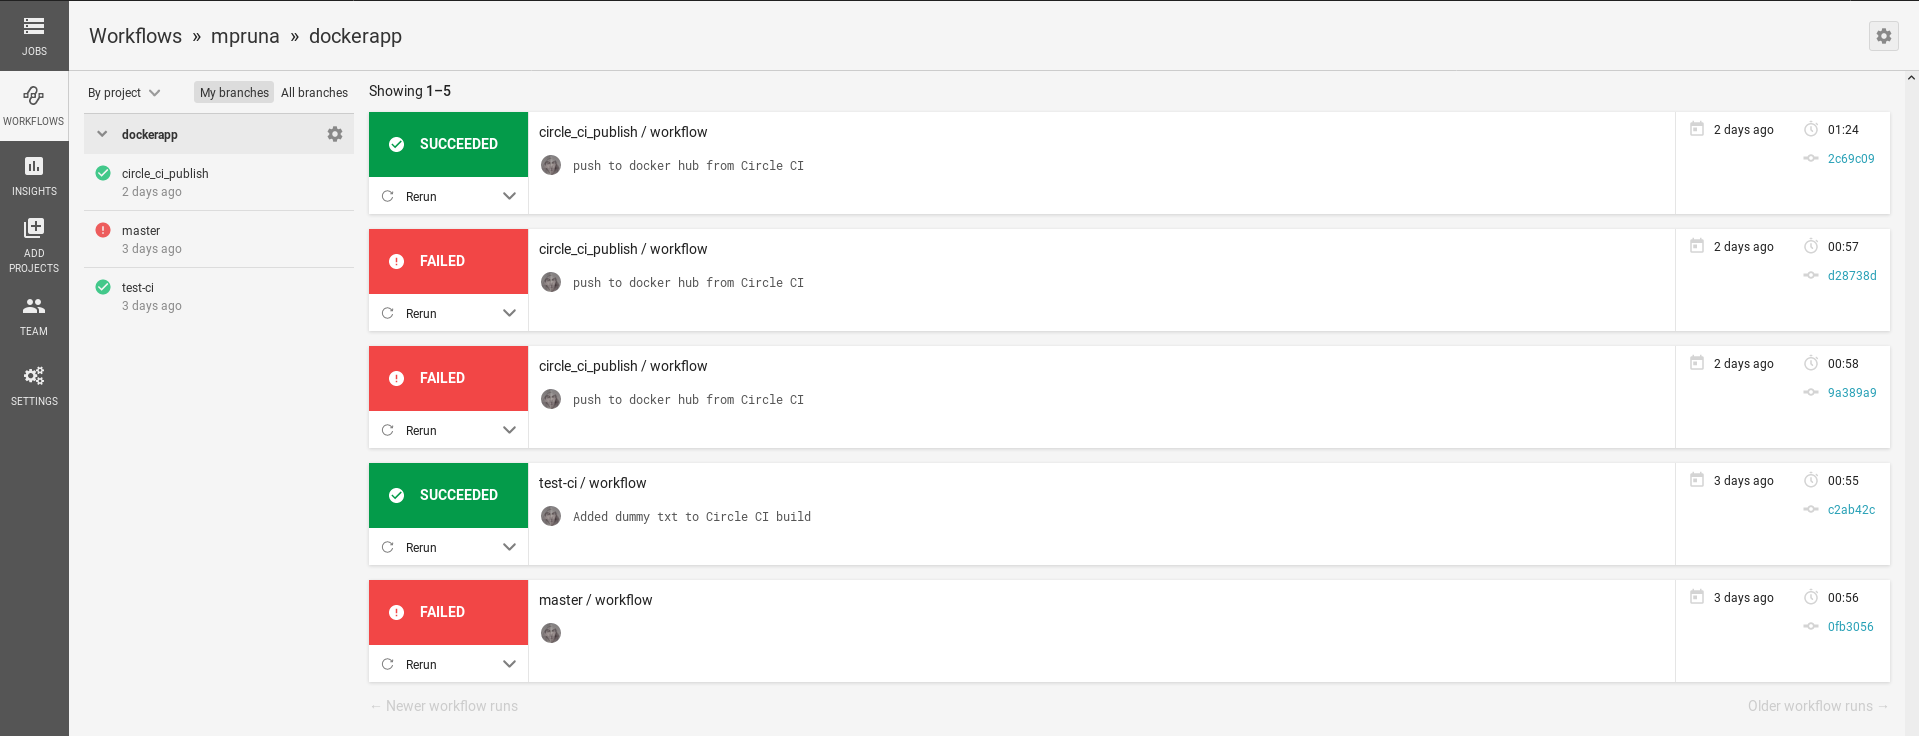 JOBS
WORKFLOWS
INSIGHTS
ADD
PROJECTS
TEAM
SETTINGS
Workflows » mpruna » dockerapp
By project My branches All branches
dockerapp
circle_ci_publish
2 days ago
master
3 days ago
test-ci
3 days ago
Showing 1–5
SUCCEEDED
Rerun
circle_ci_publish / workflow
push to docker hub from Circle CI
2 days ago 01:24
2c69c09
FAILED
Rerun
circle_ci_publish / workflow
push to docker hub from Circle CI
2 days ago 00:57
d28738d
FAILED
Rerun
circle_ci_publish / workflow
push to docker hub from Circle CI
2 days ago 00:58
9a389a9
SUCCEEDED
Rerun
test-ci / workflow
Added dummy txt to Circle CI build
3 days ago 00:55
c2ab42c
FAILED
Rerun
master / workflow
3 days ago 00:56
0fb3056
← Newer workflow runs
Older workflow runs →